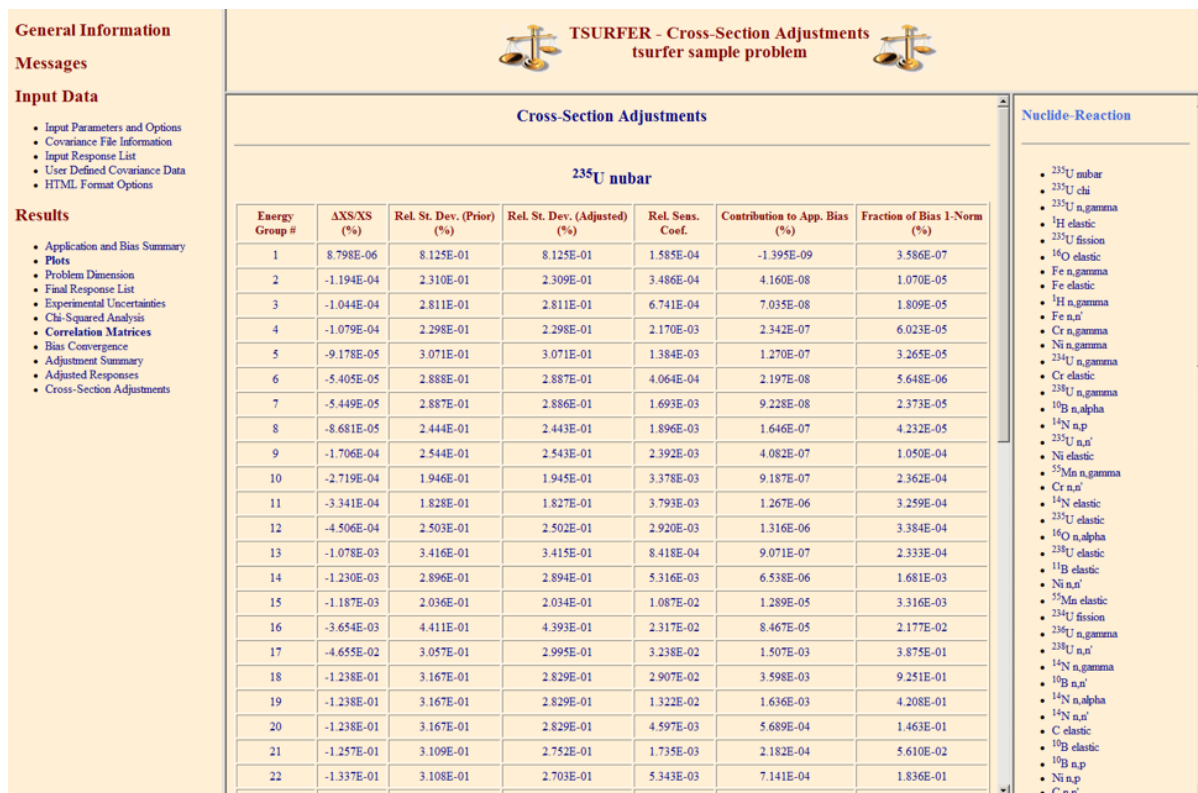 General Information
Messages
Input Data
Input Parameters and Options
Covariance File Information
Input Response List
User Defined Covariance Data
HTML Format Options
Results
Application and Bias Summary
Plots
Problem Dimension
Final Response List
Experimental Uncertainties
Chi-Squared Analysis
Correlation Matrices
Bias Convergence
Adjustment Summary
Adjusted Responses
Cross-Section Adjustments
TSURFER - Cross-Section Adjustments
tsurfer sample problem
Cross-Section Adjustments
²³⁵U nubar
Energy Group # ΔXS/XS (%) Rel. St. Dev. (Prior) (%) Rel. St. Dev. (Adjusted) (%) Rel. Sens. Coef. Contribution to App. Bias (%) Fraction of Bias 1-Norm (%)
1 8.798E-06 8.125E-01 8.125E-01 1.585E-04 -1.395E-09 3.586E-07
2 -1.194E-04 2.310E-01 2.309E-01 3.486E-04 4.160E-08 1.070E-05
3 -1.044E-04 2.811E-01 2.811E-01 6.741E-04 7.035E-08 1.809E-05
4 -1.079E-04 2.298E-01 2.298E-01 2.170E-03 2.342E-07 6.023E-05
5 -9.178E-05 3.071E-01 3.071E-01 1.384E-03 1.270E-07 3.265E-05
6 -5.405E-05 2.888E-01 2.887E-01 4.064E-04 2.197E-08 5.648E-06
7 -5.449E-05 2.887E-01 2.886E-01 1.693E-03 9.228E-08 2.373E-05
8 -8.681E-05 2.444E-01 2.443E-01 1.896E-03 1.646E-07 4.232E-05
9 -1.706E-04 2.544E-01 2.543E-01 2.392E-03 4.082E-07 1.050E-04
10 -2.719E-04 1.946E-01 1.945E-01 3.378E-03 9.187E-07 2.362E-04
11 -3.341E-04 1.828E-01 1.827E-01 3.793E-03 1.267E-06 3.259E-04
12 -4.506E-04 2.503E-01 2.502E-01 2.920E-03 1.316E-06 3.384E-04
13 -1.078E-03 3.416E-01 3.415E-01 8.418E-04 9.071E-07 2.333E-04
14 -1.230E-03 2.896E-01 2.894E-01 5.316E-03 6.538E-06 1.681E-03
15 -1.187E-03 2.036E-01 2.034E-01 1.087E-02 1.289E-05 3.316E-03
16 -3.654E-03 4.411E-01 4.393E-01 2.317E-02 8.467E-05 2.177E-02
17 -4.655E-02 3.057E-01 2.995E-01 3.238E-02 1.507E-03 3.875E-01
18 -1.238E-01 3.167E-01 2.829E-01 2.907E-02 3.598E-03 9.251E-01
19 -1.238E-01 3.167E-01 2.829E-01 1.322E-02 1.636E-03 4.208E-01
20 -1.238E-01 3.167E-01 2.829E-01 4.597E-03 5.689E-04 1.463E-01
21 -1.257E-01 3.109E-01 2.752E-01 1.735E-03 2.182E-04 5.610E-02
22 -1.337E-01 3.108E-01 2.703E-01 5.343E-03 7.141E-04 1.836E-01
Nuclide-Reaction
²³⁵U nubar
²³⁵U chi
²³⁵U n,gamma
¹H elastic
²³⁵U fission
¹⁶O elastic
Fe n,gamma
Fe elastic
¹H n,gamma
Fe n,n'
Cr n,gamma
Ni n,gamma
²³⁴U n,gamma
Cr elastic
²³⁸U n,gamma
¹⁰B n,alpha
¹⁴N n,p
²³⁵U n,n'
Ni elastic
⁵⁵Mn n,gamma
Cr n,n'
¹⁴N elastic
²³⁵U elastic
¹⁶O n,alpha
²³⁸U elastic
¹¹B elastic
Ni n,n'
⁵⁵Mn elastic
²³⁴U fission
²³⁶U n,gamma
²³⁸U n,n'
¹⁴N n,gamma
¹⁰B n,n'
¹⁴N n,alpha
¹⁴N n,n'
C elastic
¹⁰B elastic
¹⁰B n,p
Ni n,p
C n,n'